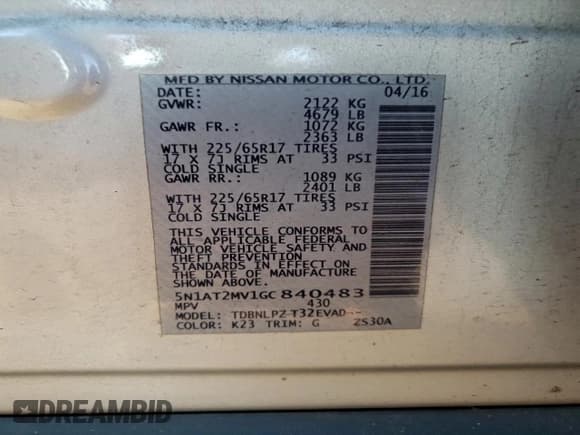 MFD BY NISSAN MOTOR CO., LTD.
DATE: 04/16
GVWR: 2122 KG
4679 LB
GAWR FR.: 1072 KG
2363 LB
WITH 225/65R17 TIRES
17 X 7J RIMS AT 33 PSI
COLD SINGLE
GAWR RR.: 1089 KG
2401 LB
WITH 225/65R17 TIRES
17 X 7J RIMS AT 33 PSI
COLD SINGLE
THIS VEHICLE CONFORMS TO
ALL APPLICABLE FEDERAL
MOTOR VEHICLE SAFETY AND
THEFT PREVENTION
STANDARDS IN EFFECT ON THE
DATE OF MANUFACTURE
SHOWN ABOVE.
5N1AT2MV1GC840483
MPV 430
MODEL: TDBNLPZ-T32EVAD--
COLOR: K23 TRIM: G 2S30A
DREAMBID